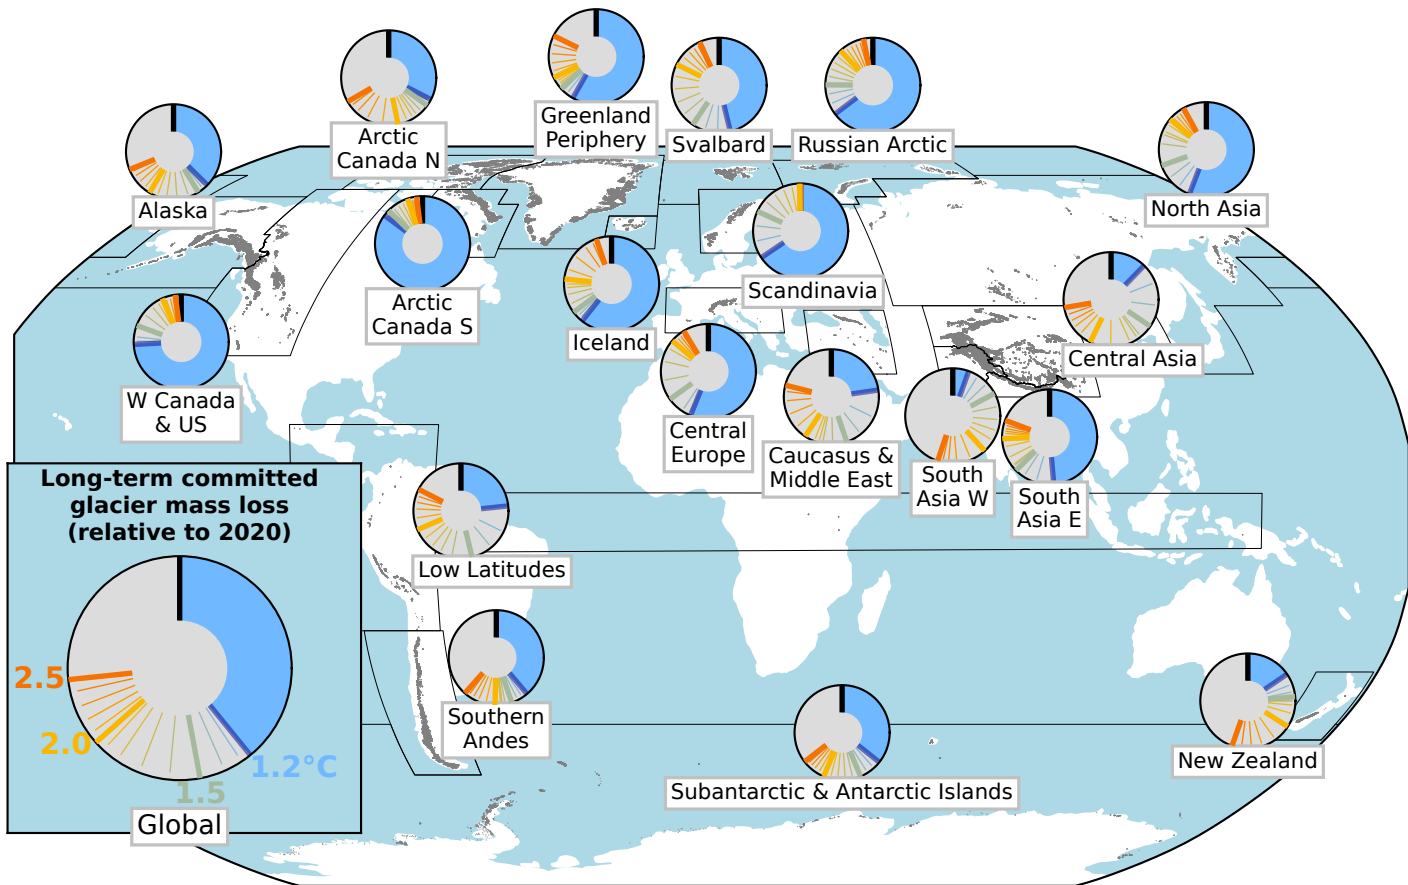 Greenland
Periphery
Arctic
Canada N
Svalbard
Russian Arctic
Alaska
North Asia
Arctic
Canada S
Scandinavia
Iceland
Central Asia
W Canada
& US
Central
Europe
Caucasus &
Middle East
South
Asia W
South
Asia E
Long-term committed
glacier mass loss
(relative to 2020)
Low Latitudes
2.5
2.0
1.2°C
1.5
Global
Southern
Andes
Subantarctic & Antarctic Islands
New Zealand